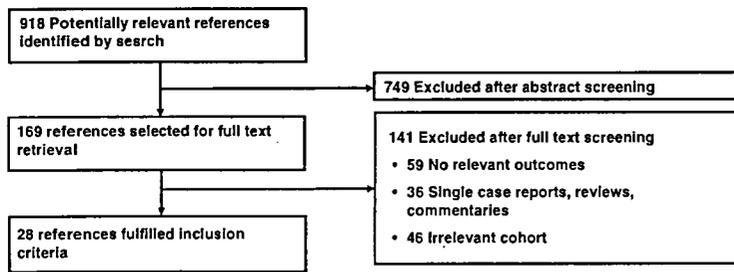 918 Potentially relevant references
identified by sesrch
749 Excluded after abstract screening
169 references selected for full text
retrieval
141 Excluded after full text screening
• 59 No relevant outcomes
• 36 Single case reports, reviews,
commentaries
• 46 Irrelevant cohort
28 references fulfilled inclusion
criteria